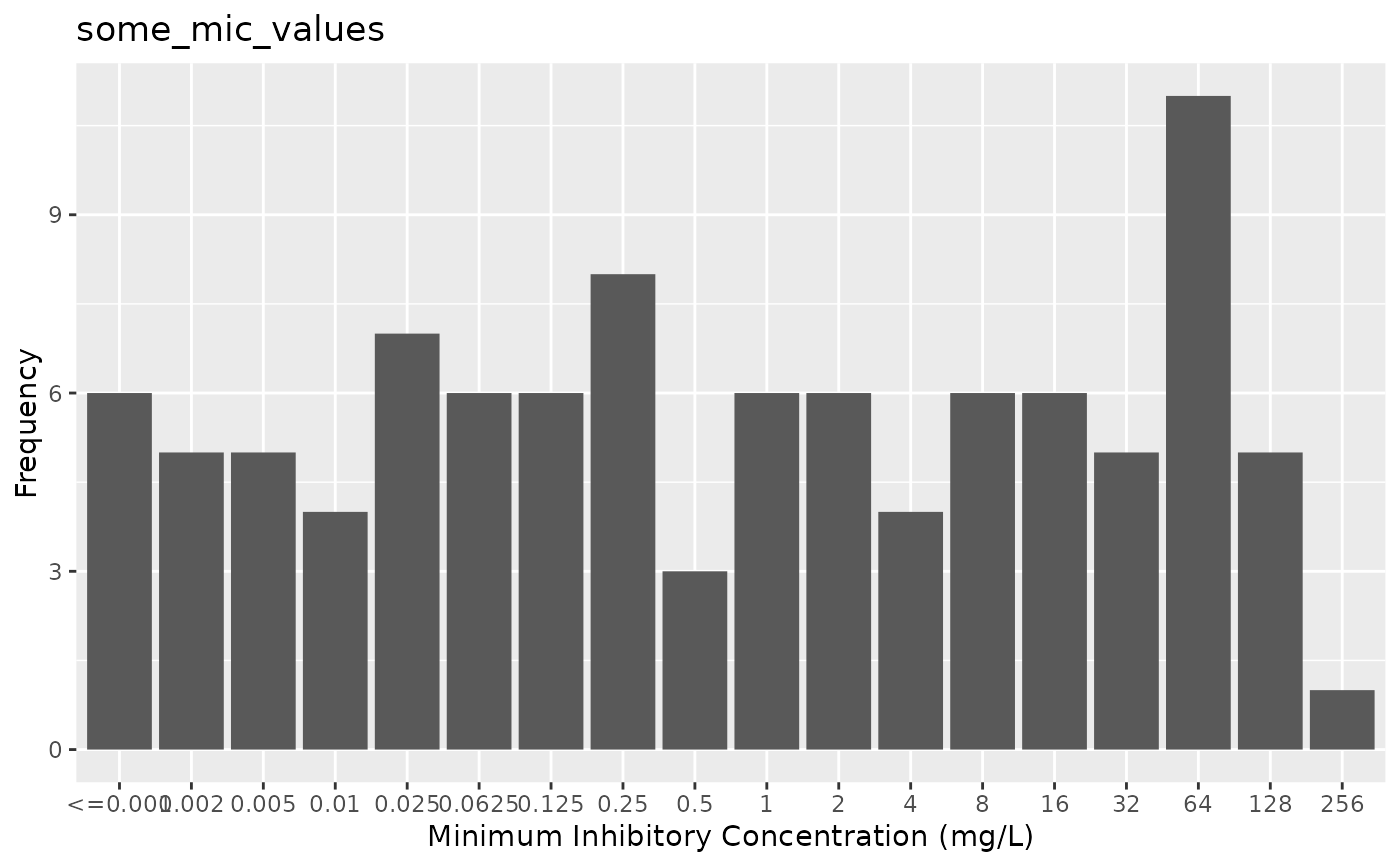 some_mic_values
Frequency
9
6
3
0
<=0.001 0.002 0.005 0.01 0.025 0.0625 0.125 0.25 0.5 1 2 4 8 16 32 64 128 256
Minimum Inhibitory Concentration (mg/L)